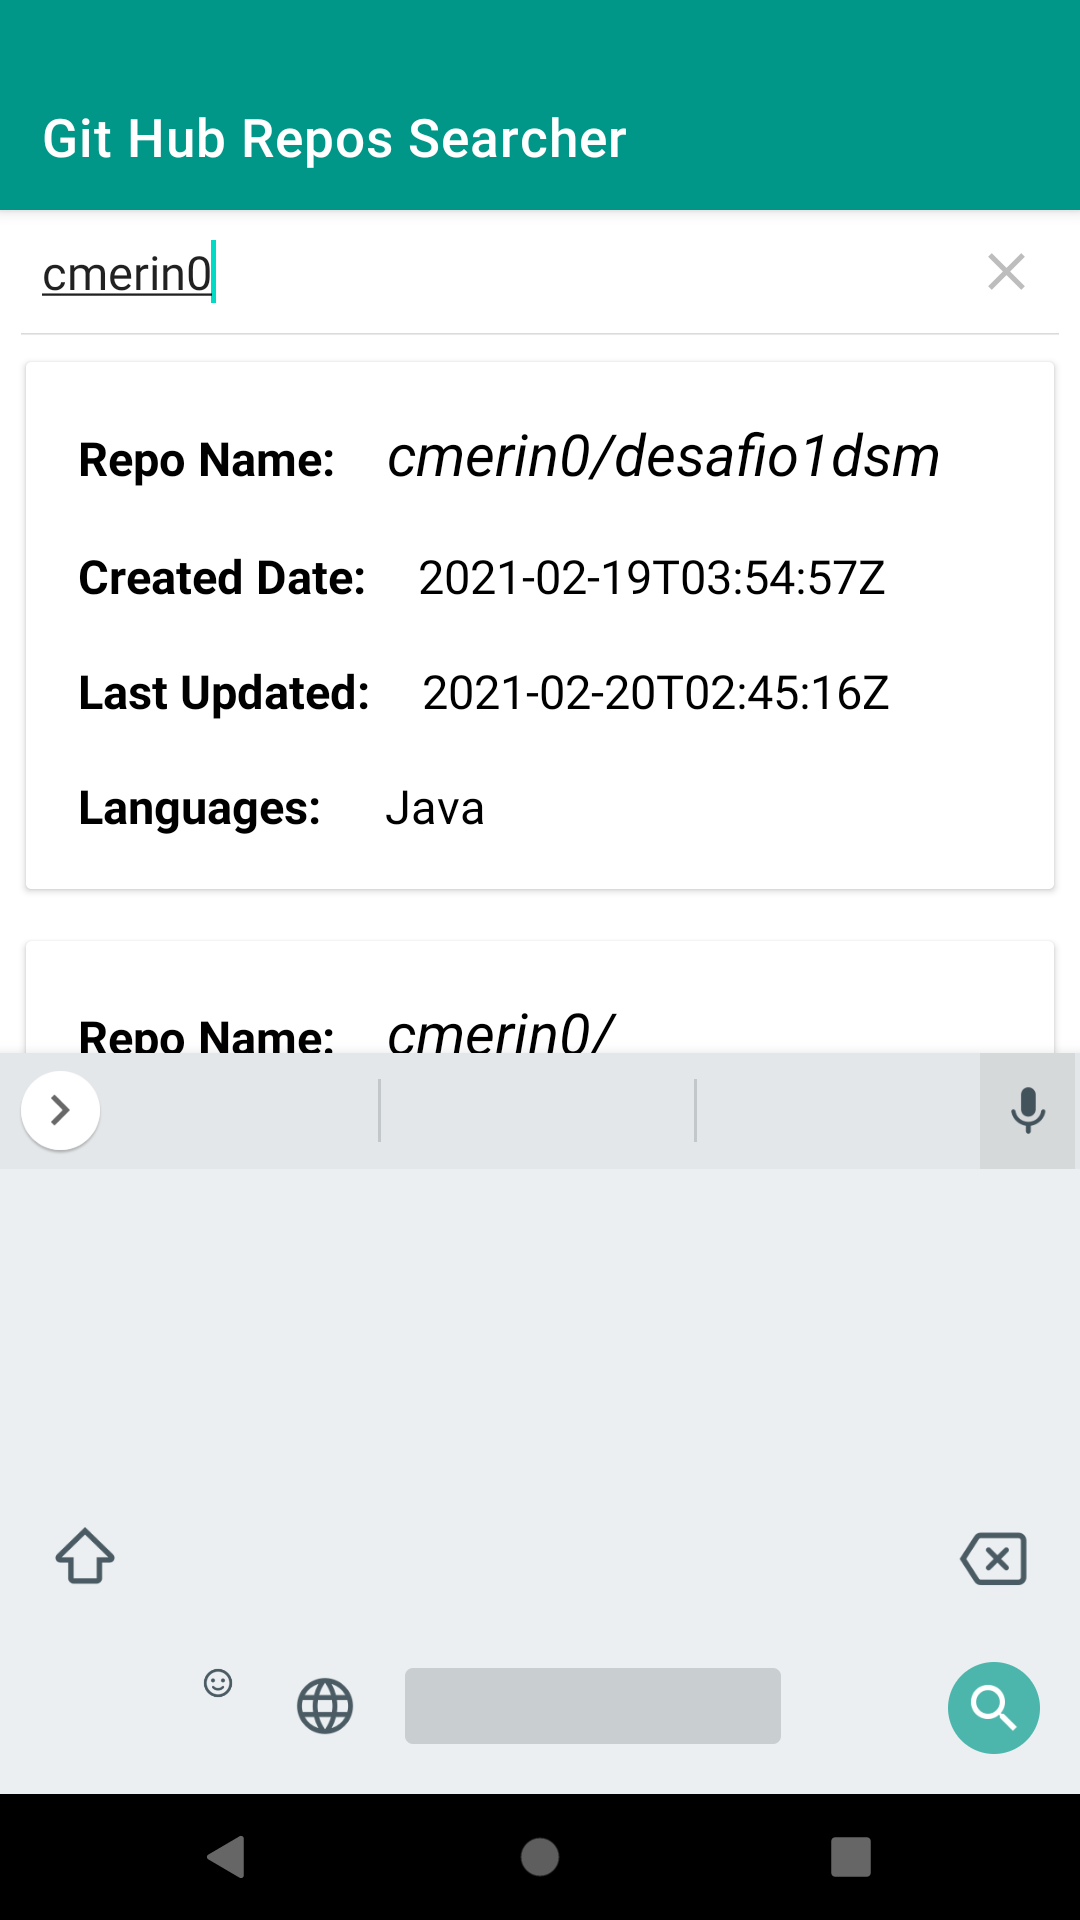 Git Hub Repos Searcher
cmerin0
Repo Name: cmerin0/desafio1dsm
Created Date: 2021-02-19T03:54:57Z
Last Updated: 2021-02-20T02:45:16Z
Languages: Java
Repo Name: cmerin0/